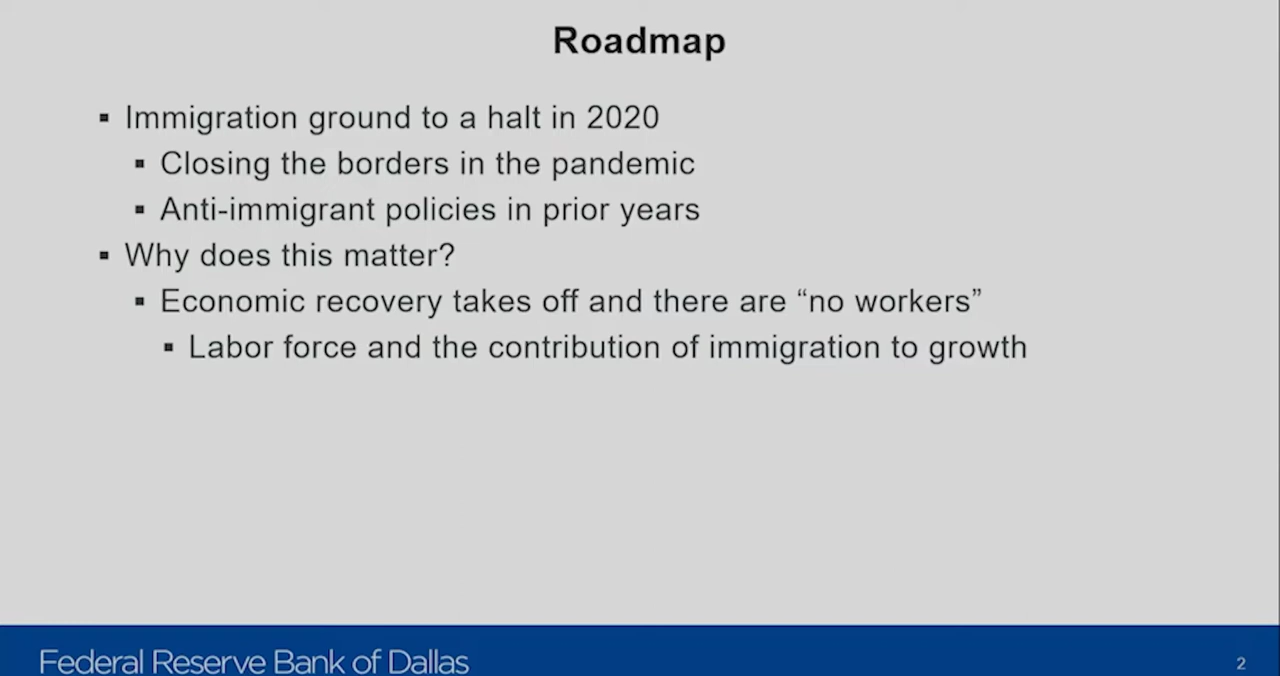 Roadmap
▪ Immigration ground to a halt in 2020
▪ Closing the borders in the pandemic
▪ Anti-immigrant policies in prior years
▪ Why does this matter?
▪ Economic recovery takes off and there are “no workers”
▪ Labor force and the contribution of immigration to growth
Federal Reserve Bank of Dallas
2